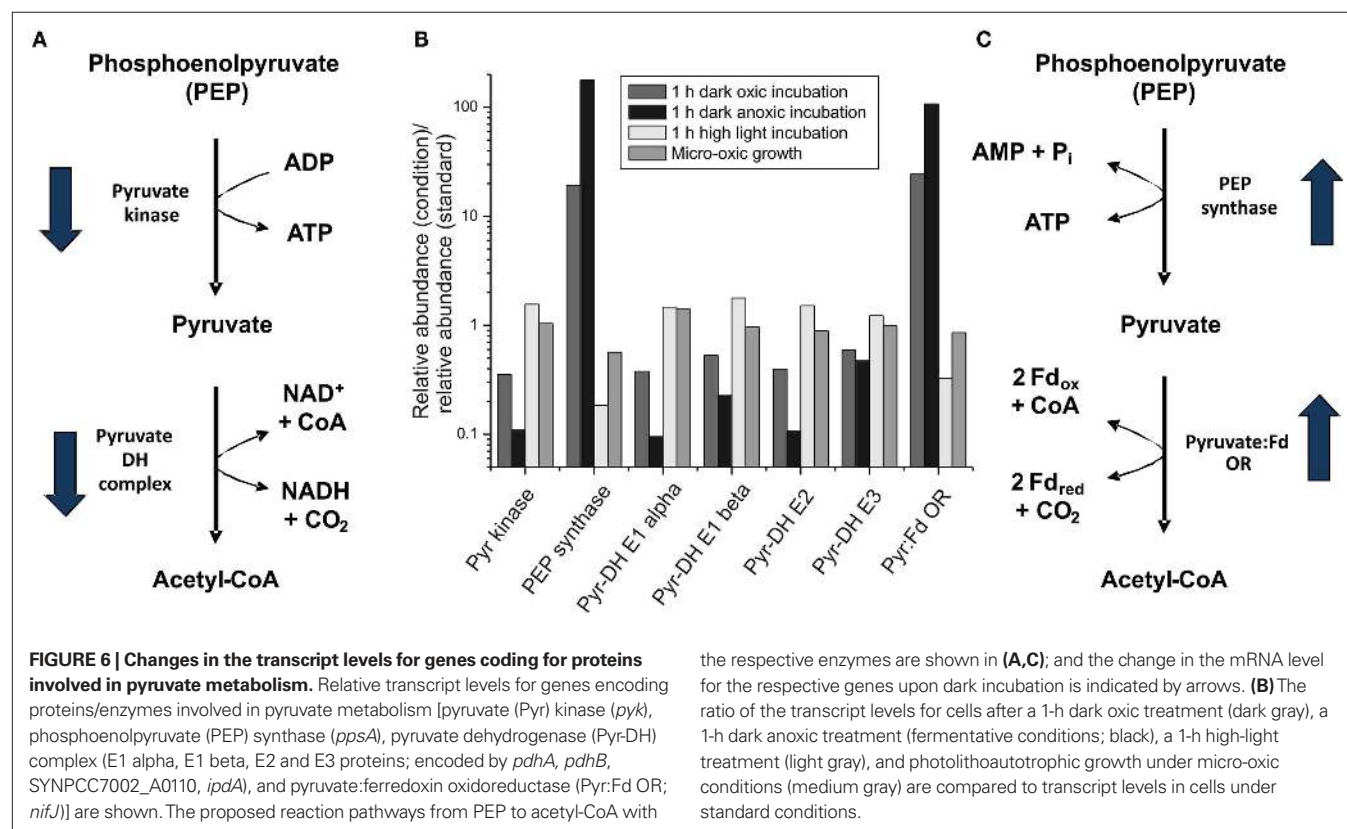 A
Phosphoenolpyruvate
(PEP)
Pyruvate
kinase
ADP
ATP
Pyruvate
Pyruvate
DH
complex
NAD⁺
+ CoA
NADH
+ CO₂
Acetyl-CoA
B
Relative abundance (condition)/
relative abundance (standard)
100
10
1
0.1
1 h dark oxic incubation
1 h dark anoxic incubation
1 h high light incubation
Micro-oxic growth
Pyr kinase
PEP synthase
Pyr-DH E1 alpha
Pyr-DH E1 beta
Pyr-DH E2
Pyr-DH E3
Pyr:Fd OR
C
Phosphoenolpyruvate
(PEP)
AMP + Pᵢ
ATP
PEP
synthase
Pyruvate
2 Fdₒₓ
+ CoA
2 Fd_red
+ CO₂
Pyruvate:Fd
OR
Acetyl-CoA
FIGURE 6 | Changes in the transcript levels for genes coding for proteins
involved in pyruvate metabolism. Relative transcript levels for genes encoding
proteins/enzymes involved in pyruvate metabolism [pyruvate (Pyr) kinase (pyk),
phosphoenolpyruvate (PEP) synthase (ppsA), pyruvate dehydrogenase (Pyr-DH)
complex (E1 alpha, E1 beta, E2 and E3 proteins; encoded by pdhA, pdhB,
SYNPCC7002_A0110, ipdA), and pyruvate:ferredoxin oxidoreductase (Pyr:Fd OR;
nifJ)] are shown. The proposed reaction pathways from PEP to acetyl-CoA with
the respective enzymes are shown in (A,C); and the change in the mRNA level
for the respective genes upon dark incubation is indicated by arrows. (B) The
ratio of the transcript levels for cells after a 1-h dark oxic treatment (dark gray), a
1-h dark anoxic treatment (fermentative conditions; black), a 1-h high-light
treatment (light gray), and photolithoautotrophic growth under micro-oxic
conditions (medium gray) are compared to transcript levels in cells under
standard conditions.